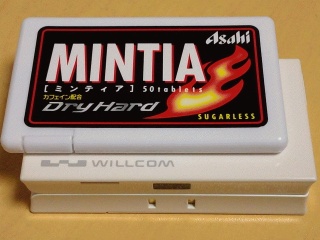 Asahi
MINTIA
[ミンティア] 50tablets
カフェイン配合
Dry Hard
SUGARLESS
WILLCOM